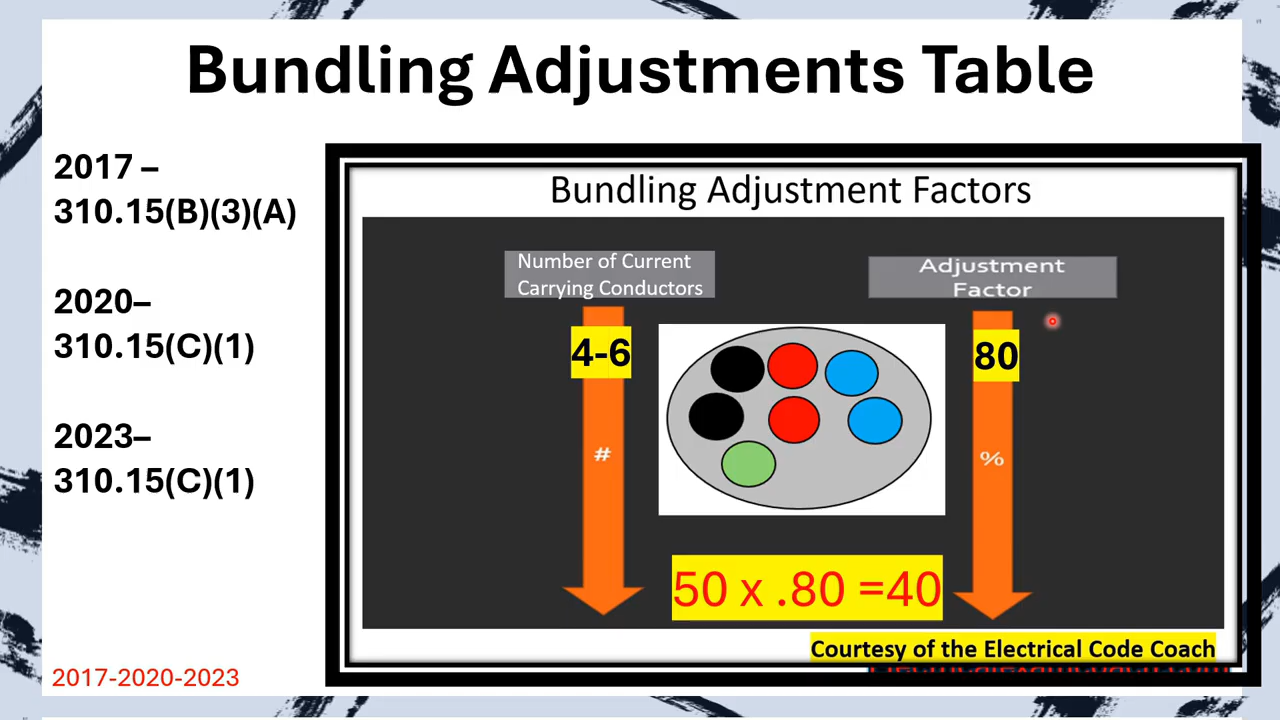 Bundling Adjustments Table
2017 –
310.15(B)(3)(A)
2020–
310.15(C)(1)
2023–
310.15(C)(1)
2017-2020-2023
Bundling Adjustment Factors
Number of Current
Carrying Conductors
Adjustment
Factor
4-6
80
#
%
50 x .80 =40
Courtesy of the Electrical Code Coach